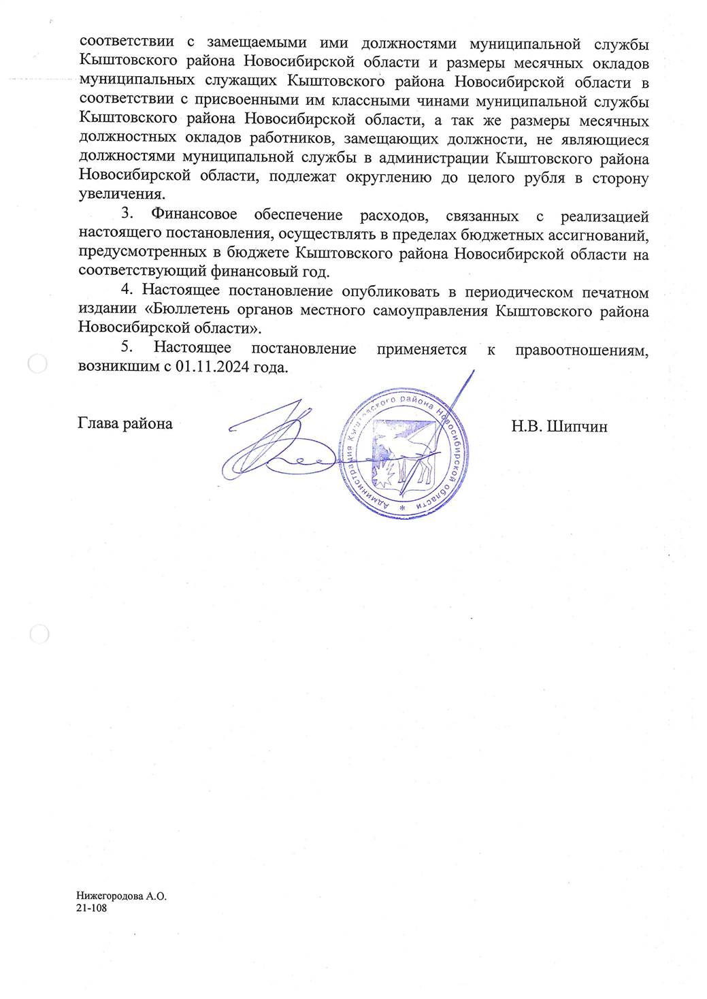 соответствии с замещаемыми ими должностями муниципальной службы
Кыштовского района Новосибирской области и размеры месячных окладов
муниципальных служащих Кыштовского района Новосибирской области в
соответствии с присвоенными им классными чинами муниципальной службы
Кыштовского района Новосибирской области, а так же размеры месячных
должностных окладов работников, замещающих должности, не являющиеся
должностями муниципальной службы в администрации Кыштовского района
Новосибирской области, подлежат округлению до целого рубля в сторону
увеличения.
3. Финансовое обеспечение расходов, связанных с реализацией
настоящего постановления, осуществлять в пределах бюджетных ассигнований,
предусмотренных в бюджете Кыштовского района Новосибирской области на
соответствующий финансовый год.
4. Настоящее постановление опубликовать в периодическом печатном
издании «Бюллетень органов местного самоуправления Кыштовского района
Новосибирской области».
5. Настоящее постановление применяется к правоотношениям,
возникшим с 01.11.2024 года.
Глава района
Администрация Кыштовского района Новосибирской области *
Н.В. Шипчин
Нижегородова А.О.
21-108